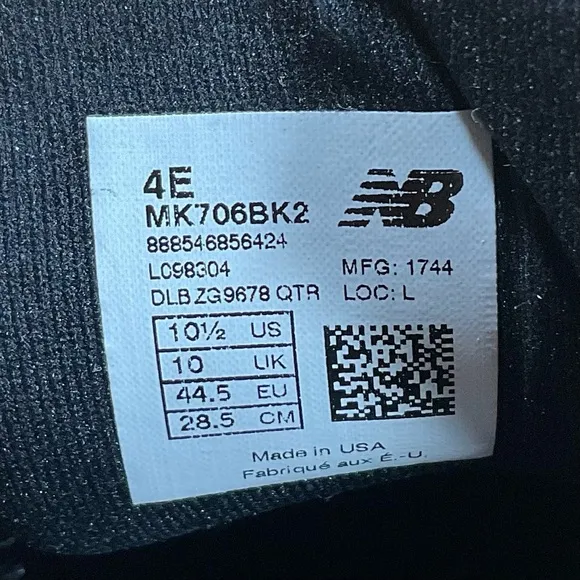 4E
MK706BK2
NB
888546856424
L098304
MFG: 1744
DLB ZG9678 QTR
LOC: L
10½ US
10 UK
44.5 EU
28.5 CM
Made in USA
Fabriqué aux É.-U.